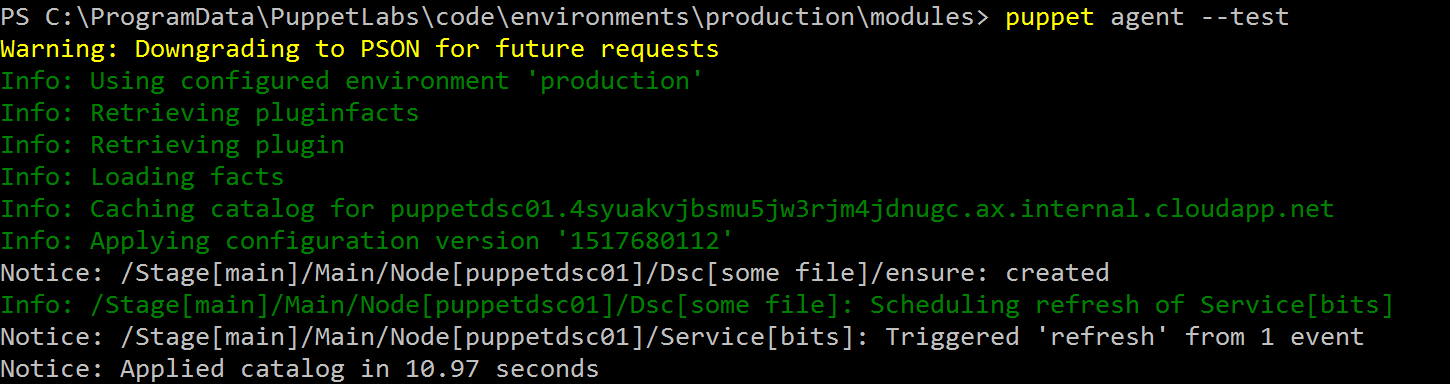 PS C:\ProgramData\PuppetLabs\code\environments\production\modules> puppet agent --test
Warning: Downgrading to PSON for future requests
Info: Using configured environment 'production'
Info: Retrieving pluginfacts
Info: Retrieving plugin
Info: Loading facts
Info: Caching catalog for puppetdsc01.4syuakvjbsmu5jw3rjm4jdnugc.ax.internal.cloudapp.net
Info: Applying configuration version '1517680112'
Notice: /Stage[main]/Main/Node[puppetdsc01]/Dsc[some file]/ensure: created
Info: /Stage[main]/Main/Node[puppetdsc01]/Dsc[some file]: Scheduling refresh of Service[bits]
Notice: /Stage[main]/Main/Node[puppetdsc01]/Service[bits]: Triggered 'refresh' from 1 event
Notice: Applied catalog in 10.97 seconds